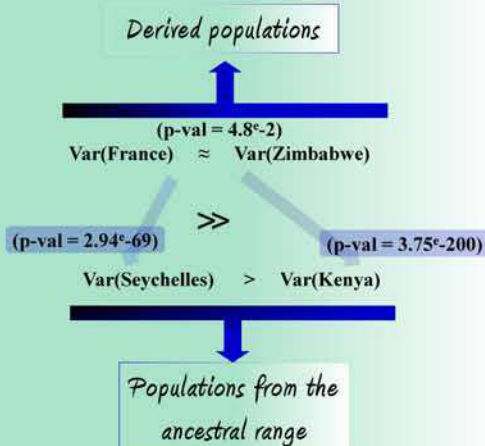 Derived populations
(p-val = 4.8ᵉ-2)
Var(France) ≈ Var(Zimbabwe)
≫
(p-val = 2.94ᵉ-69) (p-val = 3.75ᵉ-200)
Var(Seychelles) > Var(Kenya)
Populations from the
ancestral range